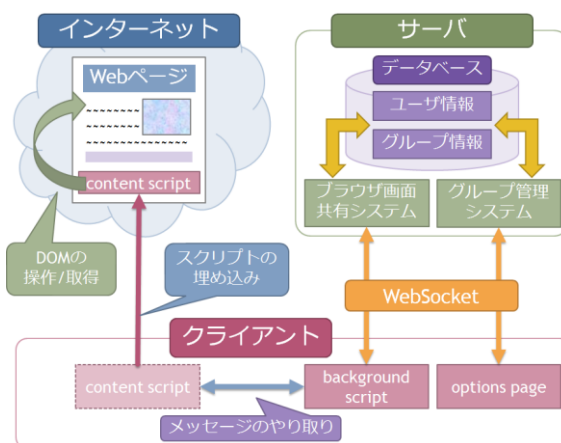 インターネット
Webページ
content script
DOMの
操作/取得
スクリプトの
埋め込み
サーバ
データベース
ユーザ情報
グループ情報
ブラウザ画面
共有システム
グループ管理
システム
WebSocket
クライアント
content script
background
script
options page
メッセージのやり取り